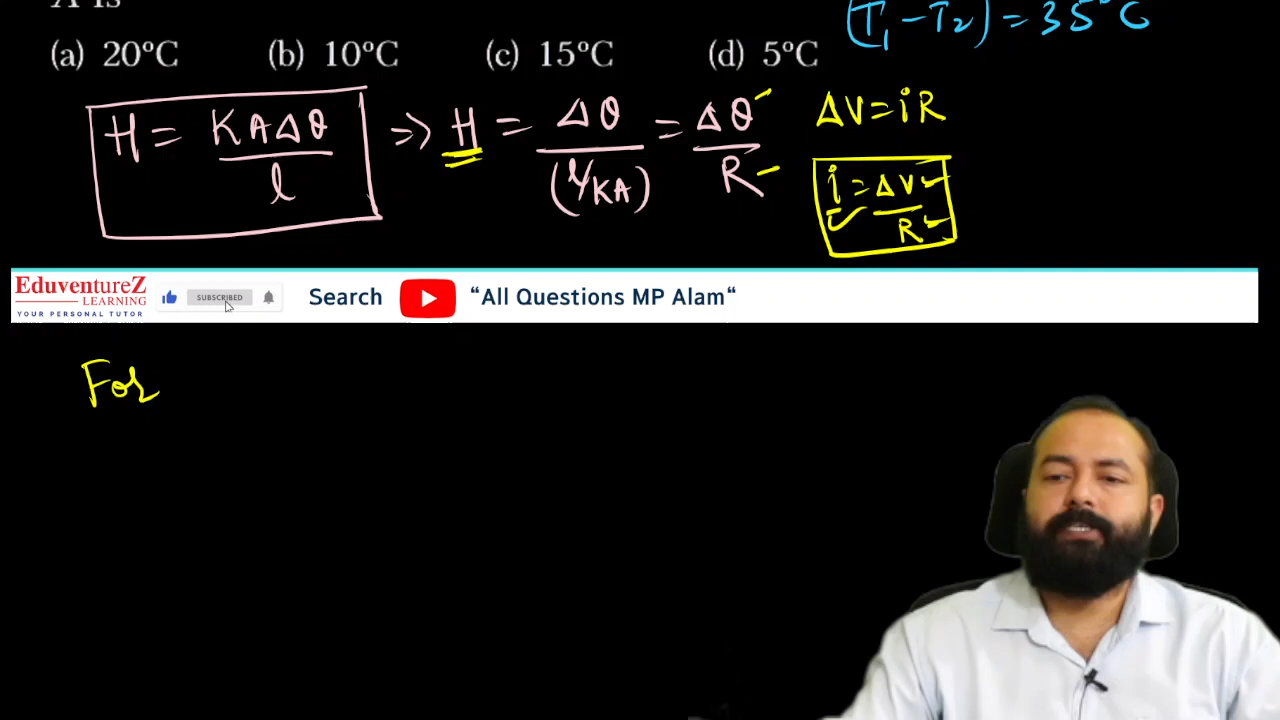 A is
(T₁ - T₂) = 35°C
(a) 20°C (b) 10°C (c) 15°C (d) 5°C
H = KAΔθ / l => H = Δθ / (l/KA) = Δθ / R
ΔV = iR
i = ΔV / R
EduventureZ
LEARNING
YOUR PERSONAL TUTOR
SUBSCRIBED
Search
"All Questions MP Alam"
For